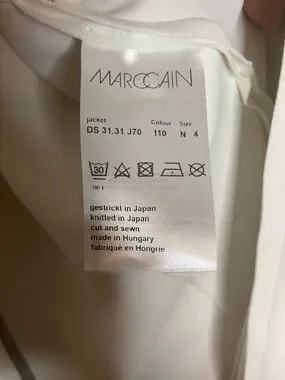 MARCCAIN
jacket Colour Size
DS 31.31 J70 110 N 4
30
gestrickt in Japan
knitted in Japan
cut and sewn
made in Hungary
fabriqué en Hongrie